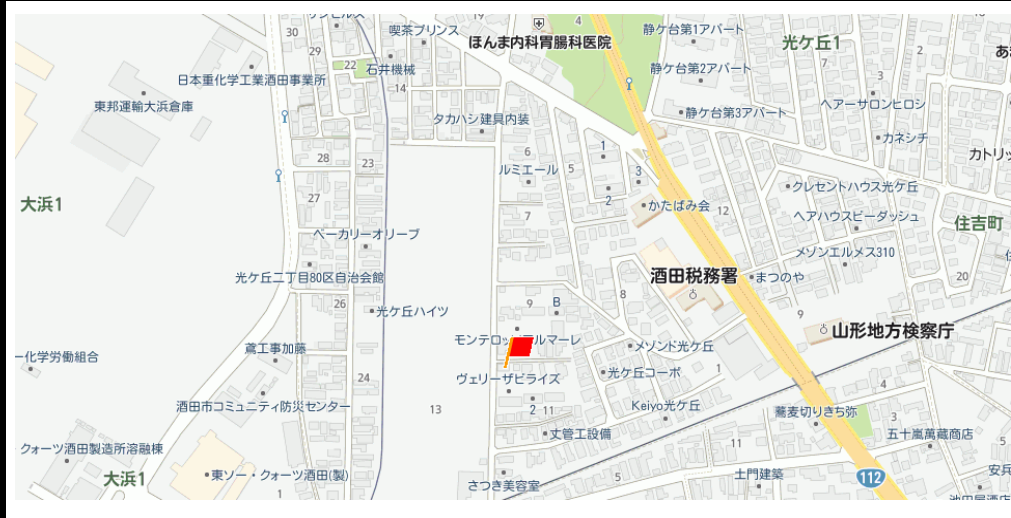 30
喫茶プリンス
19
4
静ケ台第1アパート
ほんま内科胃腸科医院
光ケ丘1
2
29
22
石井機械
静ケ台第2アパート
7
日本重化学工業酒田事業所
14
3
東邦運輸大浜倉庫
ヘアーサロンヒロシ
静ケ台第3アパート
タカハシ建具内装
カネシチ
1
6
28
23
カトリッ
ルミエール
5
3
クレセントハウス光ケ丘
大浜1
27
2
かたばみ会
12
7
ヘアハウスビーダッシュ
住吉町
ベーカリーオリーブ
メゾンエルメス310
光ケ丘二丁目80区自治会館
酒田税務署
まつのや
20
8
26
9
B
光ケ丘ハイツ
9
山形地方検察庁
モンテロッ
アルマーレ
メゾンド光ケ丘
鳶工事加藤
一化学労働組合
光ケ丘コーポ
1
24
ヴェリーザビライズ
酒田市コミュニティ防災センター
13
2
11
Keiyo光ケ丘
蕎麦切りきち弥
3
丈管工設備
五十嵐萬蔵商店
クォーツ酒田製造所溶融棟
11
5
東ソー・クォーツ酒田(製)
土門建築
112
安兵
大浜1
さつき美容室
5
1